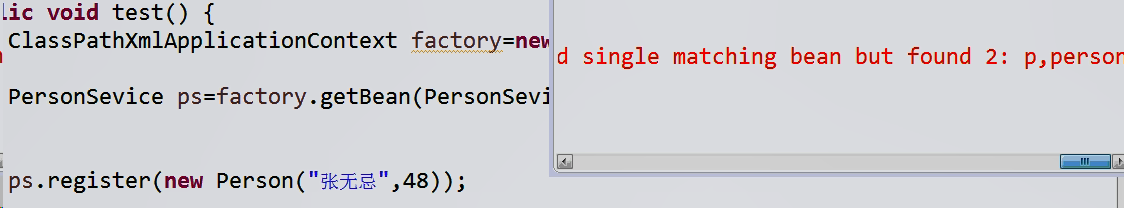 lic void test() {
ClassPathXmlApplicationContext factory=new
d single matching bean but found 2: p,person
PersonSevice ps=factory.getBean(PersonSevi
ps.register(new Person("张无忌",48));